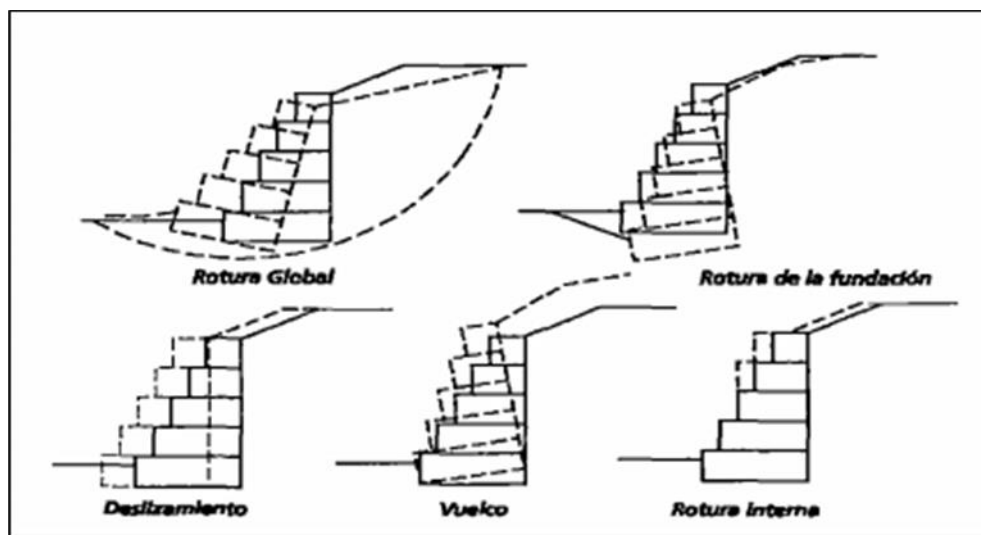 Rotura Global
Rotura de la fundación
Deslizamiento
Vuelco
Rotura interna